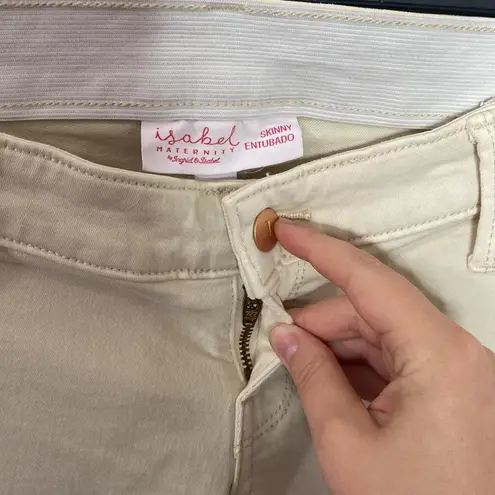 isabel
MATERNITY
by Ingrid & Isabel
SKINNY
ENTUBADO